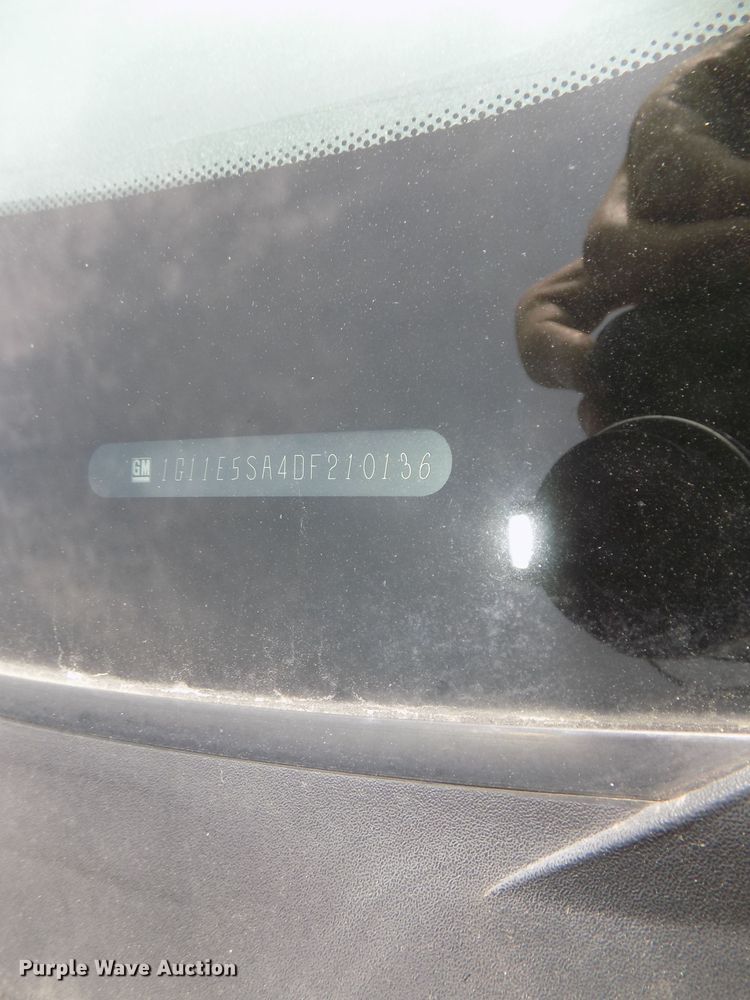 GM 1G11E5SA4DF210136
Purple Wave Auction